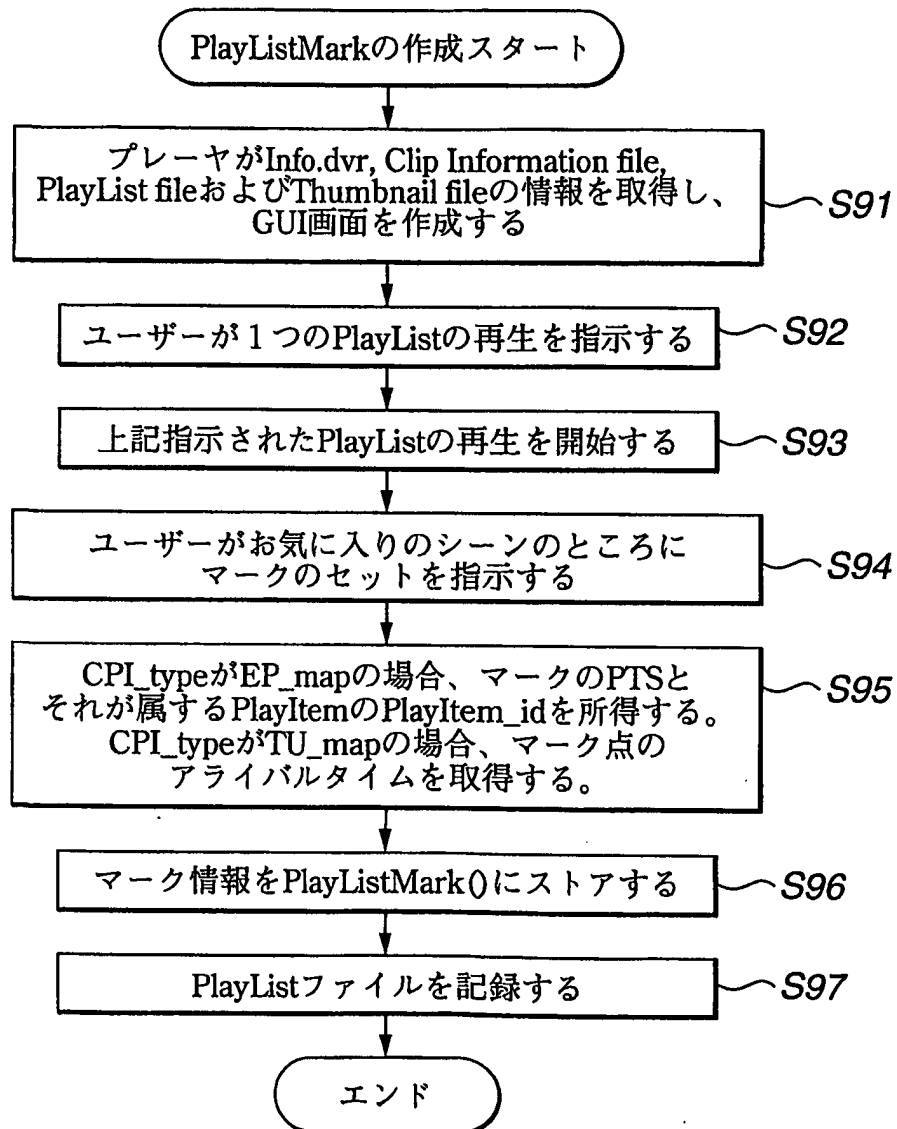 PlayListMarkの作成スタート
プレーヤがInfo.dvr, Clip Information file,
PlayList fileおよびThumbnail fileの情報を取得し、
GUI画面を作成する
S91
ユーザーが1つのPlayListの再生を指示する
S92
上記指示されたPlayListの再生を開始する
S93
ユーザーがお気に入りのシーンのところに
マークのセットを指示する
S94
CPI_typeがEP_mapの場合、マークのPTSと
それが属するPlayItemのPlayItem_idを所得する。
CPI_typeがTU_mapの場合、マーク点の
アライバルタイムを取得する。
S95
マーク情報をPlayListMark()にストアする
S96
PlayListファイルを記録する
S97
エンド